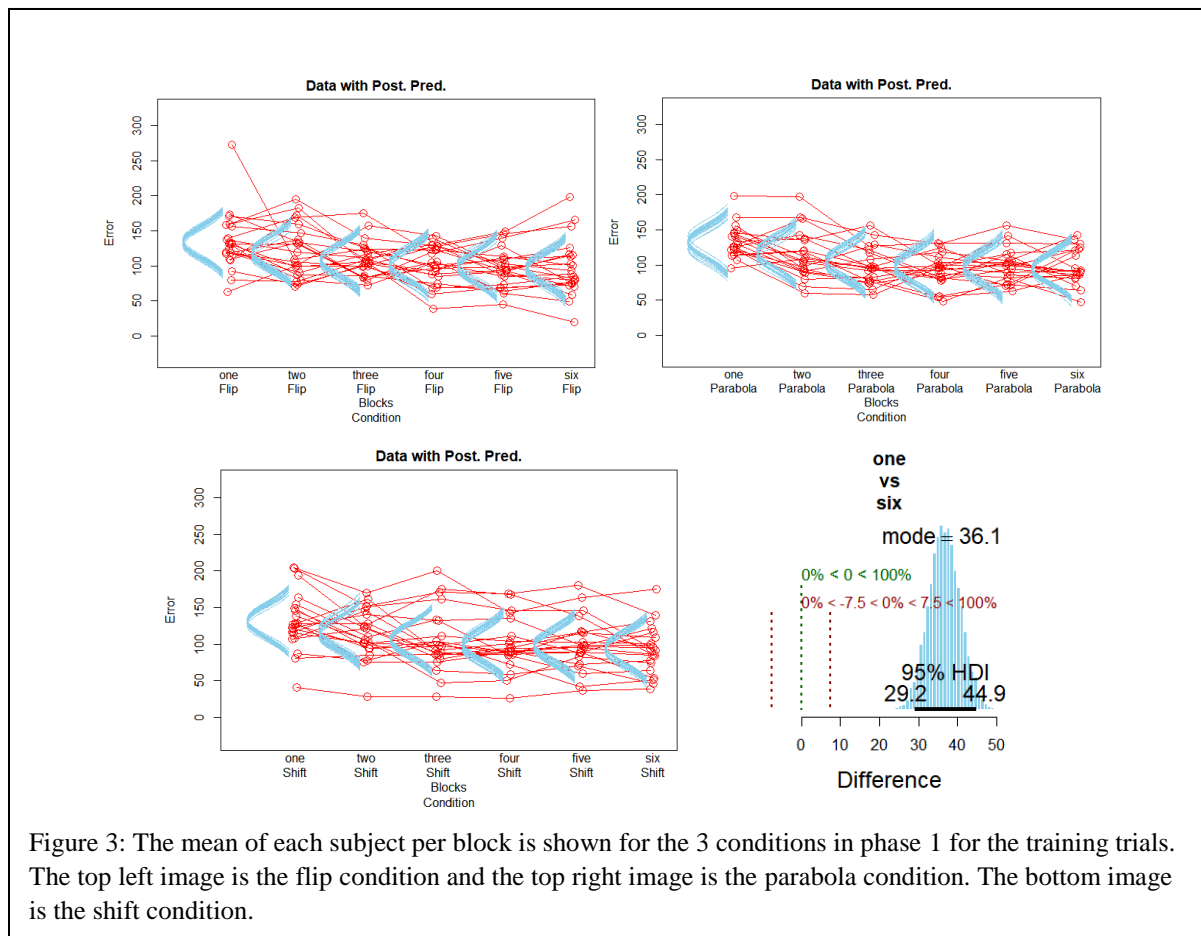 Data with Post. Pred.
Error
300
250
200
150
100
50
0
one two three four five six
Flip Flip Flip Flip Flip Flip
Blocks
Condition
Data with Post. Pred.
Error
300
250
200
150
100
50
0
one two three four five six
Parabola Parabola Parabola Parabola Parabola Parabola
Blocks
Condition
Data with Post. Pred.
Error
300
250
200
150
100
50
0
one two three four five six
Shift Shift Shift Shift Shift Shift
Blocks
Condition
one
vs
six
mode = 36.1
0% < 0 < 100%
0% < -7.5 < 0% < 7.5 < 100%
95% HDI
29.2 44.9
0 10 20 30 40 50
Difference
Figure 3: The mean of each subject per block is shown for the 3 conditions in phase 1 for the training trials.
The top left image is the flip condition and the top right image is the parabola condition. The bottom image
is the shift condition.